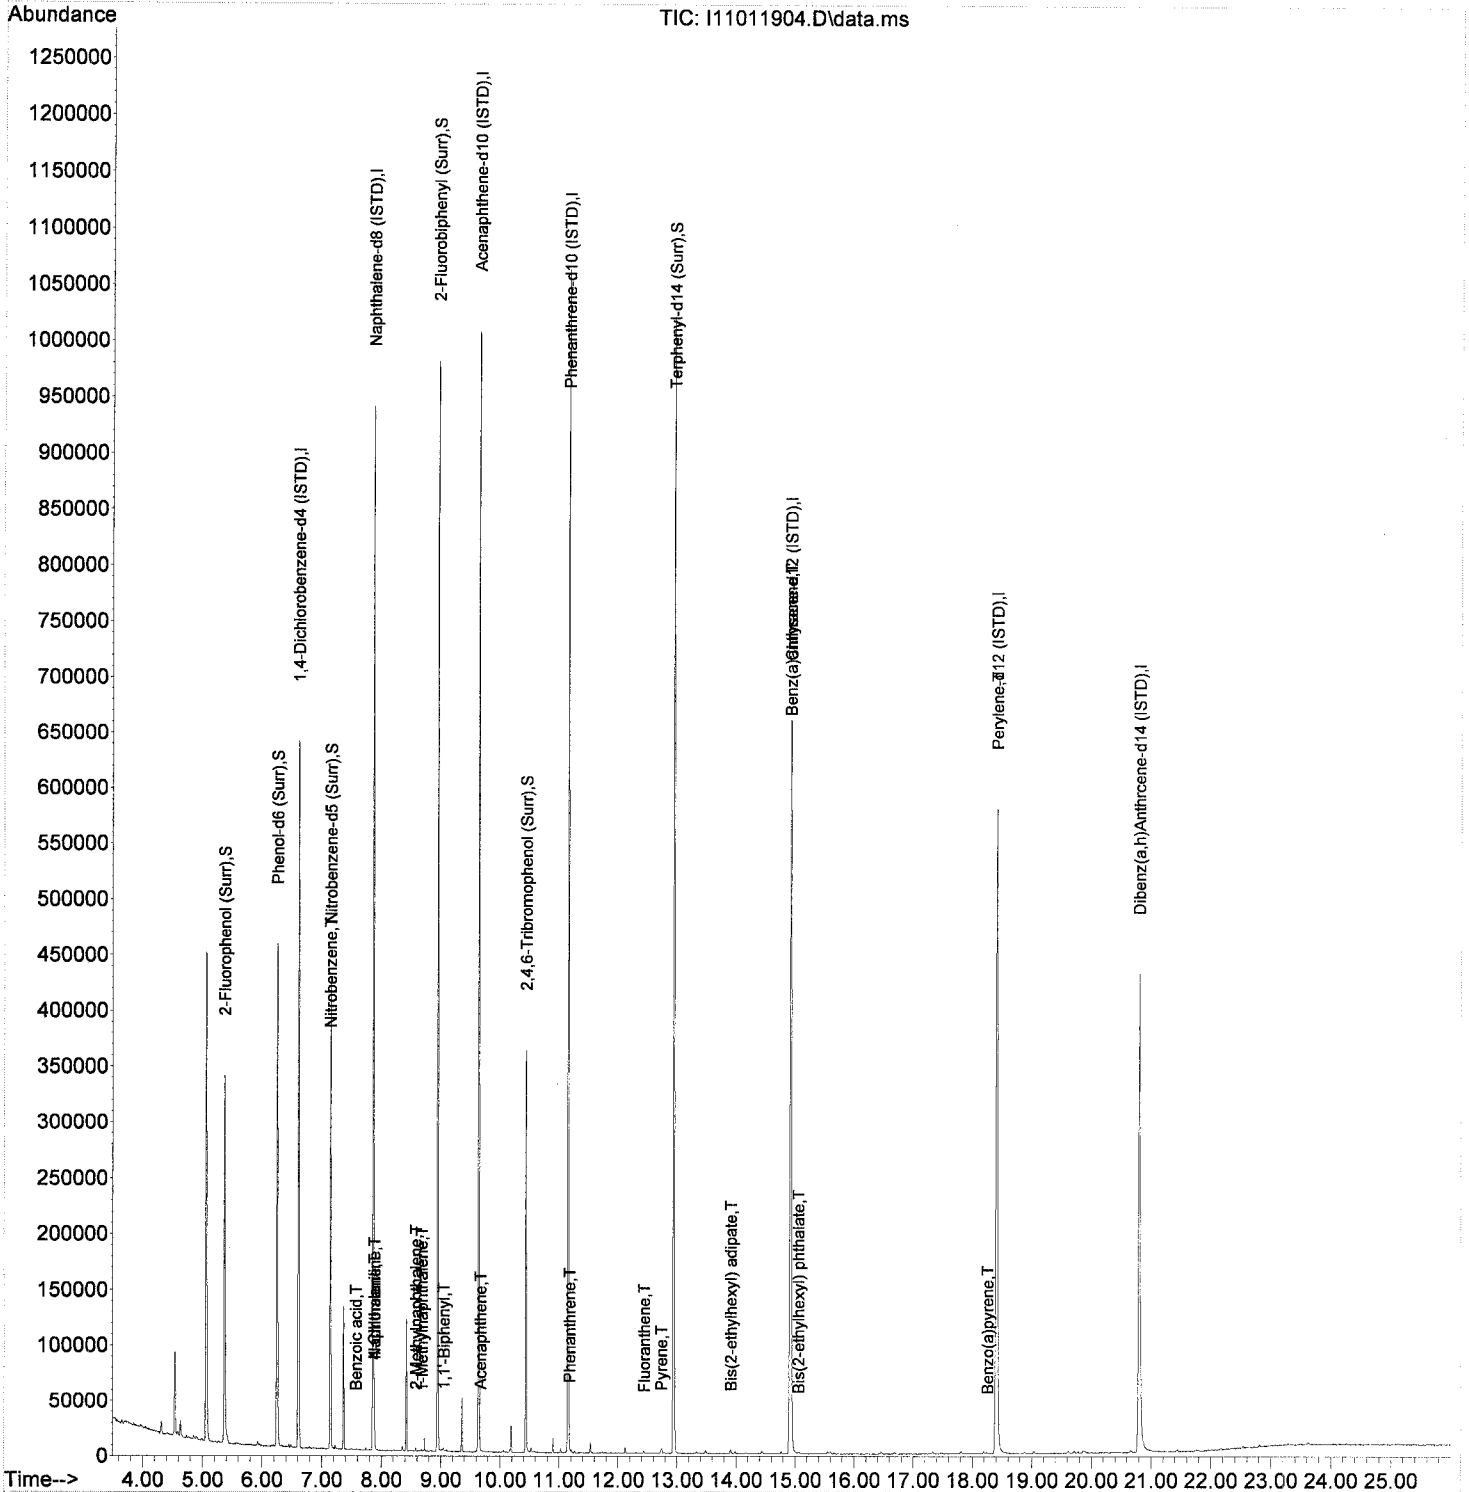 Abundance
TIC: I11011904.D\data.ms
1250000
1200000
1150000
1100000
1050000
1000000
950000
900000
850000
800000
750000
700000
650000
600000
550000
500000
450000
400000
350000
300000
250000
200000
150000
100000
50000
0
2-Fluorophenol (Surr),S
Phenol-d6 (Surr),S
1,4-Dichlorobenzene-d4 (ISTD),I
Nitrobenzene,T
Nitrobenzene-d5 (Surr),S
Benzoic acid,T
Naphthalene-d8 (ISTD),I
2-Methylnaphthalene,T
1-Methylnaphthalene,T
2-Fluorobiphenyl (Surr),S
1,1'-Biphenyl,T
Acenaphthene-d10 (ISTD),I
Acenaphthene,T
2,4,6-Tribromophenol (Surr),S
Phenanthrene-d10 (ISTD),I
Phenanthrene,T
Fluoranthene,T
Pyrene,T
Terphenyl-d14 (Surr),S
Bis(2-ethylhexyl) adipate,T
Benz(a)
(ISTD),I
Bis(2-ethylhexyl) phthalate,T
Benzo(a)pyrene,T
Perylene-d12 (ISTD),I
Dibenz(a,h)Anthrcene-d14 (ISTD),I
Time-->
4.00 5.00 6.00 7.00 8.00 9.00 10.00 11.00 12.00 13.00 14.00 15.00 16.00 17.00 18.00 19.00 20.00 21.00 22.00 23.00 24.00 25.00